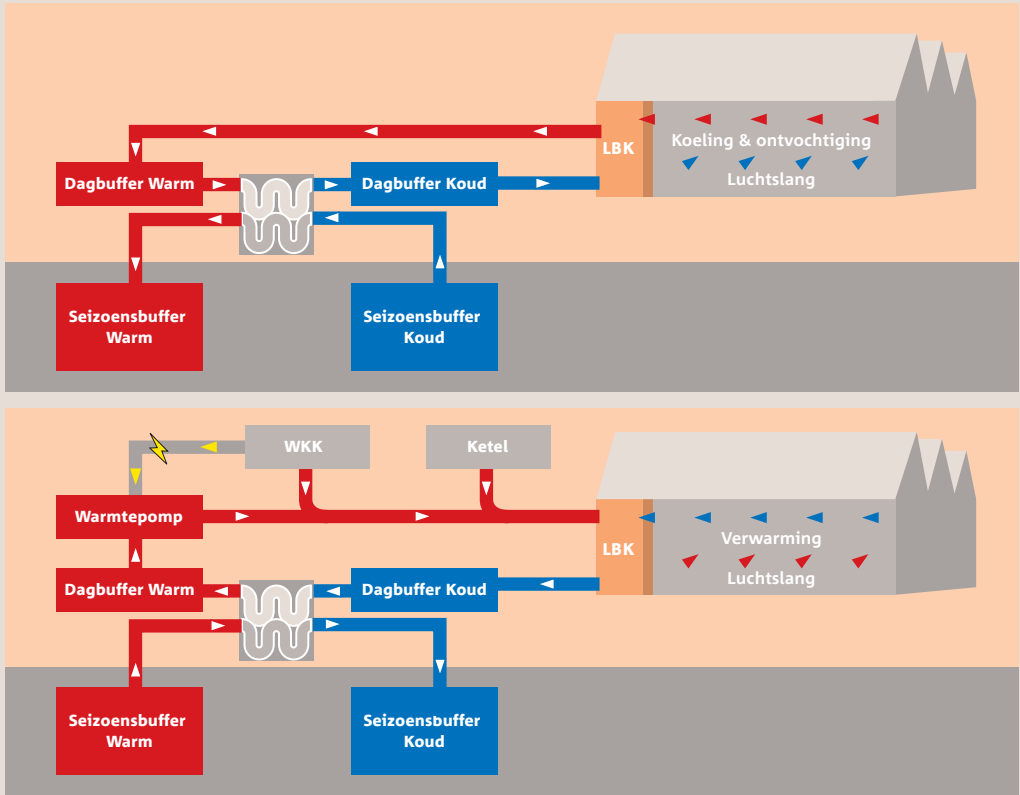 Koeling & ontvochtiging
LBK
Luchtslang
Dagbuffer Warm
Dagbuffer Koud
Seizoensbuffer
Warm
Seizoensbuffer
Koud
WKK
Ketel
Warmtepomp
Verwarming
LBK
Luchtslang
Dagbuffer Warm
Dagbuffer Koud
Seizoensbuffer
Warm
Seizoensbuffer
Koud